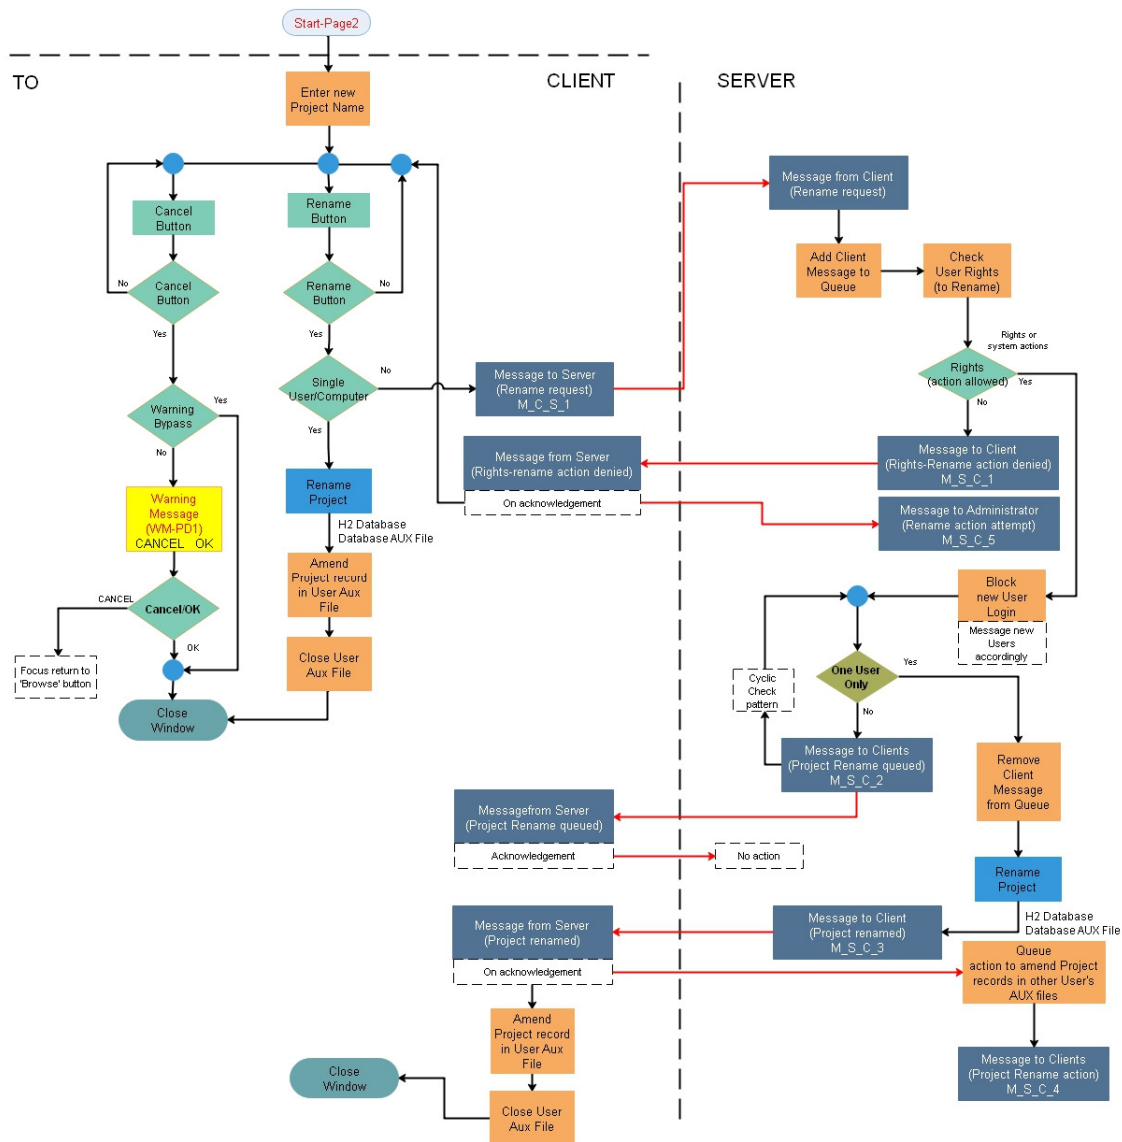 Start-Page2
TO
CLIENT
SERVER
Enter new
Project Name
Cancel
Button
Rename
Button
No
Cancel
Button
Rename
Button
No
Yes
Yes
Single
User/Computer
No
Warning
Bypass
Yes
Yes
No
Warning
Message
(WM-PD1)
CANCEL OK
Rename
Project
H2 Database
Database AUX File
Amend
Project record
in User Aux
File
CANCEL
Cancel/OK
OK
Focus return to
'Browse' button
Close User
Aux File
Close
Window
Message to Server
(Rename request)
M_C_S_1
Message from Server
(Rights-rename action denied)
On acknowledgement
Message from Client
(Rename request)
Add Client
Message to
Queue
Check
User Rights
(to Rename)
Rights or
system actions
Rights
(action allowed)
Yes
No
Message to Client
(Rights-Rename action denied)
M_S_C_1
Message to Administrator
(Rename action attempt)
M_S_C_5
Block
new User
Login
Message new
Users
accordingly
One User
Only
Yes
No
Cyclic
Check
pattern
Message to Clients
(Project Rename queued)
M_S_C_2
Remove
Client
Message
from Queue
Messagefrom Server
(Project Rename queued)
Acknowledgement
No action
Rename
Project
H2 Database
Database AUX File
Message from Server
(Project renamed)
On acknowledgement
Message to Client
(Project renamed)
M_S_C_3
Queue
action to amend Project
records in other User's
AUX files
Amend
Project record
in User Aux
File
Message to Clients
(Project Rename action)
M_S_C_4
Close
Window
Close User
Aux File